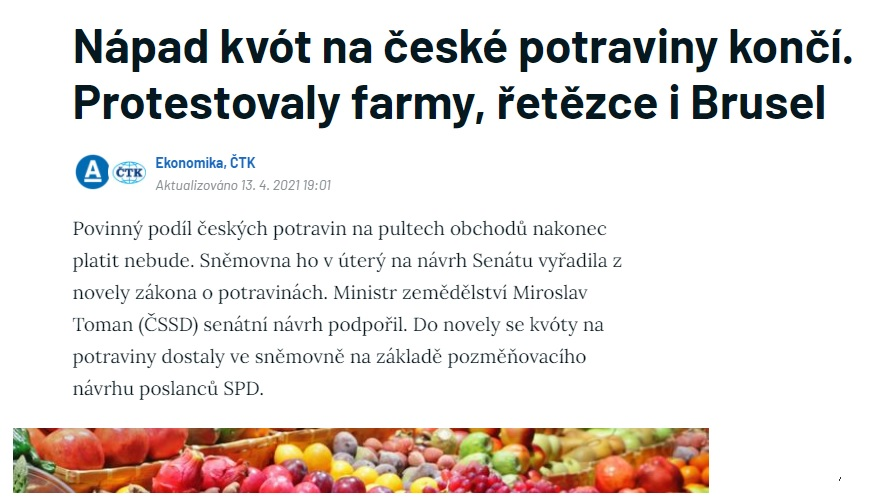 Nápad kvót na české potraviny končí.
Protestovaly farmy, řetězce i Brusel
A ČTK Ekonomika, ČTK
Aktualizováno 13. 4. 2021 19:01
Povinný podíl českých potravin na pultech obchodů nakonec
platit nebude. Sněmovna ho v úterý na návrh Senátu vyřadila z
novely zákona o potravinách. Ministr zemědělství Miroslav
Toman (ČSSD) senátní návrh podpořil. Do novely se kvóty na
potraviny dostaly ve sněmovně na základě pozměňovacího
návrhu poslanců SPD.